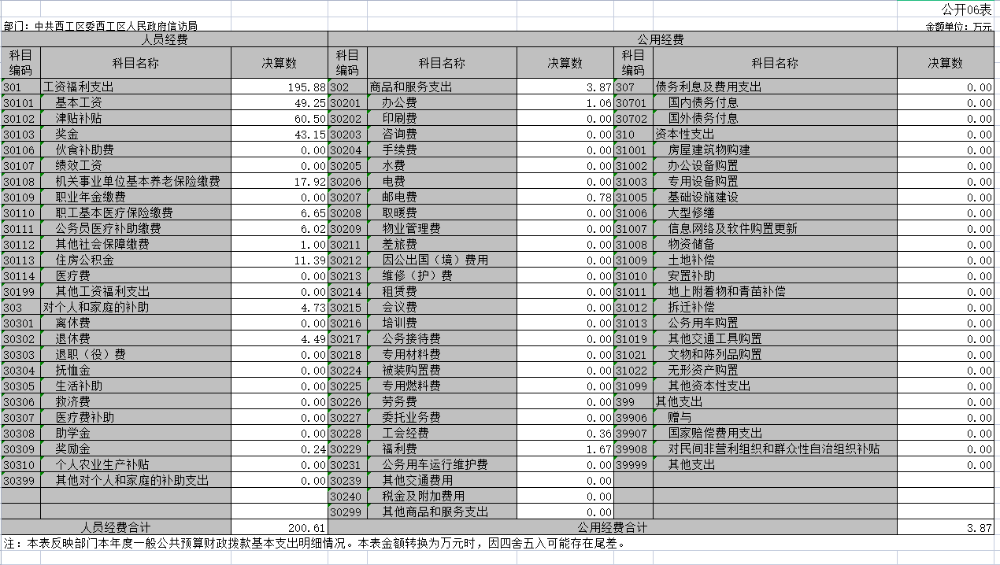 公开06表
部门：中共西工区委西工区人民政府信访局 金额单位：万元
人员经费 公用经费
科目编码 科目名称 决算数 科目编码 科目名称 决算数 科目编码 科目名称 决算数
301 工资福利支出 195.88 302 商品和服务支出 3.87 307 债务利息及费用支出 0.00
30101 基本工资 49.25 30201 办公费 1.06 30701 国内债务付息 0.00
30102 津贴补贴 60.50 30202 印刷费 0.00 30702 国外债务付息 0.00
30103 奖金 43.15 30203 咨询费 0.00 310 资本性支出 0.00
30106 伙食补助费 0.00 30204 手续费 0.00 31001 房屋建筑物购建 0.00
30107 绩效工资 0.00 30205 水费 0.00 31002 办公设备购置 0.00
30108 机关事业单位基本养老保险缴费 17.92 30206 电费 0.00 31003 专用设备购置 0.00
30109 职业年金缴费 0.00 30207 邮电费 0.78 31005 基础设施建设 0.00
30110 职工基本医疗保险缴费 6.65 30208 取暖费 0.00 31006 大型修缮 0.00
30111 公务员医疗补助缴费 6.02 30209 物业管理费 0.00 31007 信息网络及软件购置更新 0.00
30112 其他社会保障缴费 1.00 30211 差旅费 0.00 31008 物资储备 0.00
30113 住房公积金 11.39 30212 因公出国（境）费用 0.00 31009 土地补偿 0.00
30114 医疗费 0.00 30213 维修（护）费 0.00 31010 安置补助 0.00
30199 其他工资福利支出 0.00 30214 租赁费 0.00 31011 地上附着物和青苗补偿 0.00
303 对个人和家庭的补助 4.73 30215 会议费 0.00 31012 拆迁补偿 0.00
30301 离休费 0.00 30216 培训费 0.00 31013 公务用车购置 0.00
30302 退休费 4.49 30217 公务接待费 0.00 31019 其他交通工具购置 0.00
30303 退职（役）费 0.00 30218 专用材料费 0.00 31021 文物和陈列品购置 0.00
30304 抚恤金 0.00 30224 被装购置费 0.00 31022 无形资产购置 0.00
30305 生活补助 0.00 30225 专用燃料费 0.00 31099 其他资本性支出 0.00
30306 救济费 0.00 30226 劳务费 0.00 399 其他支出 0.00
30307 医疗费补助 0.00 30227 委托业务费 0.00 39906 赠与 0.00
30308 助学金 0.00 30228 工会经费 0.36 39907 国家赔偿费用支出 0.00
30309 奖励金 0.24 30229 福利费 1.67 39908 对民间非营利组织和群众性自治组织补贴 0.00
30310 个人农业生产补贴 0.00 30231 公务用车运行维护费 0.00 39999 其他支出 0.00
30399 其他对个人和家庭的补助支出 0.00 30239 其他交通费用 0.00
30240 税金及附加费用 0.00
30299 其他商品和服务支出 0.00
人员经费合计 200.61 公用经费合计 3.87
注：本表反映部门本年度一般公共预算财政拨款基本支出明细情况。本表金额转换为万元时，因四舍五入可能存在尾差。